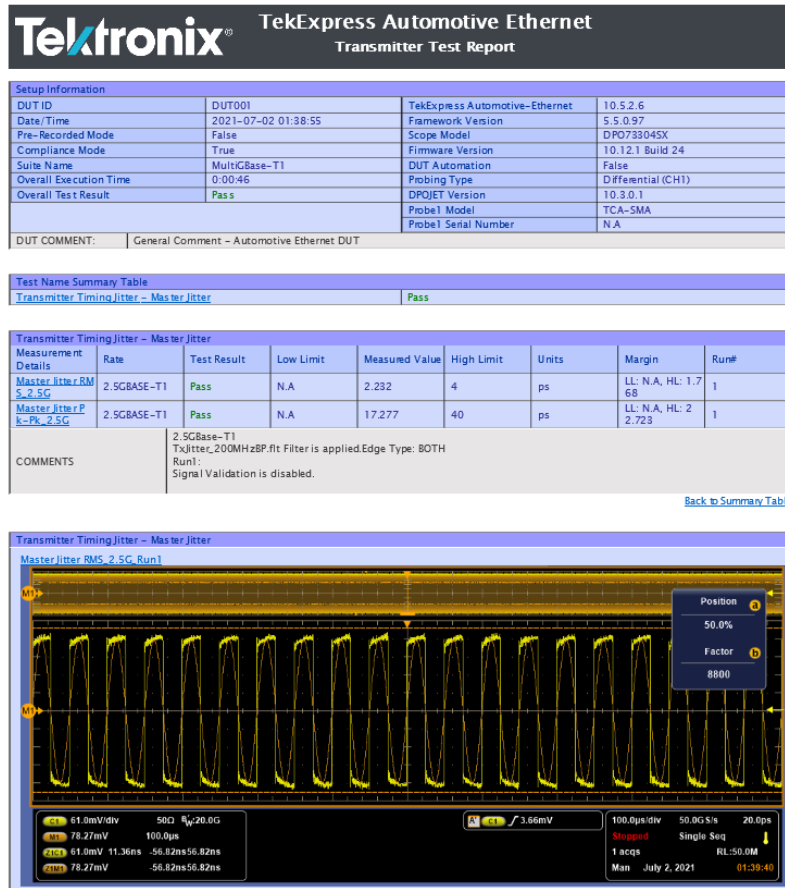 Tektronix®
TekExpress Automotive Ethernet
Transmitter Test Report
Setup Information
DUT ID DUT001 TekExpress Automotive-Ethernet 10.5.2.6
Date/Time 2021-07-02 01:38:55 Framework Version 5.5.0.97
Pre-Recorded Mode False Scope Model DPO73304SX
Compliance Mode True Firmware Version 10.12.1 Build 24
Suite Name MultiGBase-T1 DUT Automation False
Overall Execution Time 0:00:46 Probing Type Differential (CH1)
Overall Test Result Pass DPOJET Version 10.3.0.1
Probe1 Model TCA-SMA
Probe1 Serial Number N.A
DUT COMMENT: General Comment - Automotive Ethernet DUT
Test Name Summary Table
Transmitter Timing Jitter - Master Jitter Pass
Transmitter Timing Jitter - Master Jitter
Measurement Details Rate Test Result Low Limit Measured Value High Limit Units Margin Run#
Master Jitter RM
S_2.5G 2.5GBASE-T1 Pass N.A 2.232 4 ps LL: N.A, HL: 1.7
68 1
Master Jitter P
k-Pk_2.5G 2.5GBASE-T1 Pass N.A 17.277 40 ps LL: N.A, HL: 2
2.723 1
COMMENTS
2.5GBase-T1
TxJitter_200MHzBP.flt Filter is applied.Edge Type: BOTH
Run1:
Signal Validation is disabled.
Back to Summary Tabl
Transmitter Timing Jitter - Master Jitter
Master Jitter RMS_2.5G_Run1
M1
Position a
50.0%
Factor b
8800
M1
C1 61.0mV/div 50Ω BW:20.0G
M1 78.27mV 100.0µs
Z1C1 61.0mV 11.36ns -56.82ns56.82ns
Z1M1 78.27mV -56.82ns56.82ns
A' C1 3.66mV
100.0µs/div 50.0GS/s 20.0ps
Stopped Single Seq
1 acqs RL:50.0M
Man July 2, 2021 01:39:40